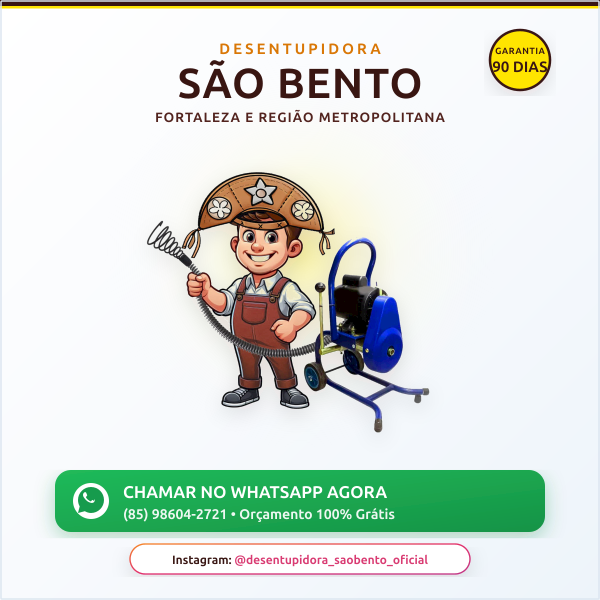 DESENTUPIDORA
SÃO BENTO
FORTALEZA E REGIÃO METROPOLITANA
GARANTIA
90 DIAS
CHAMAR NO WHATSAPP AGORA
(85) 98604-2721 • Orçamento 100% Grátis
Instagram: @desentupidora_saobento_oficial